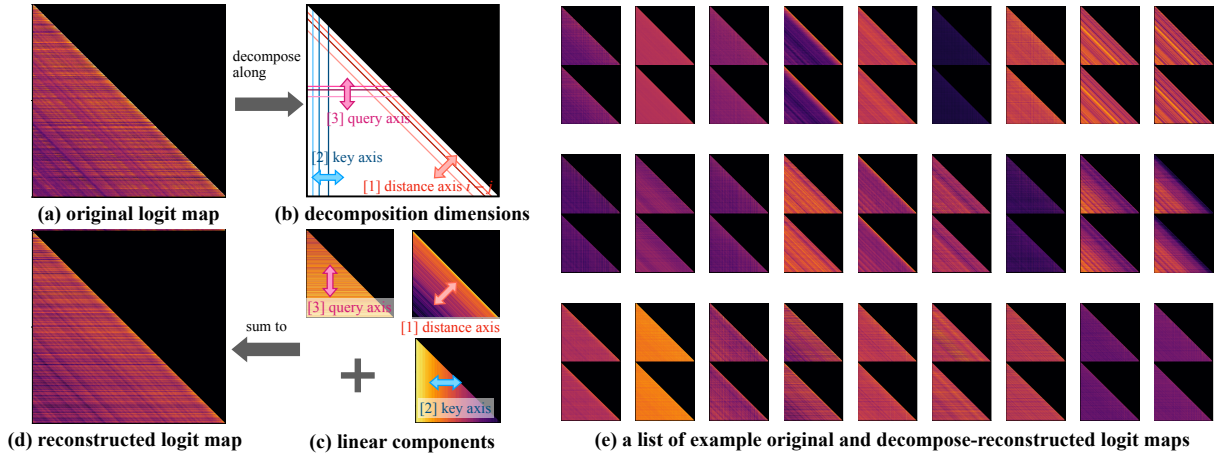 decompose
along
[3] query axis
[2] key axis
[1] distance axis i − j
(a) original logit map
(b) decomposition dimensions
[3] query axis
[1] distance axis
sum to
[2] key axis
(d) reconstructed logit map
(c) linear components
(e) a list of example original and decompose-reconstructed logit maps